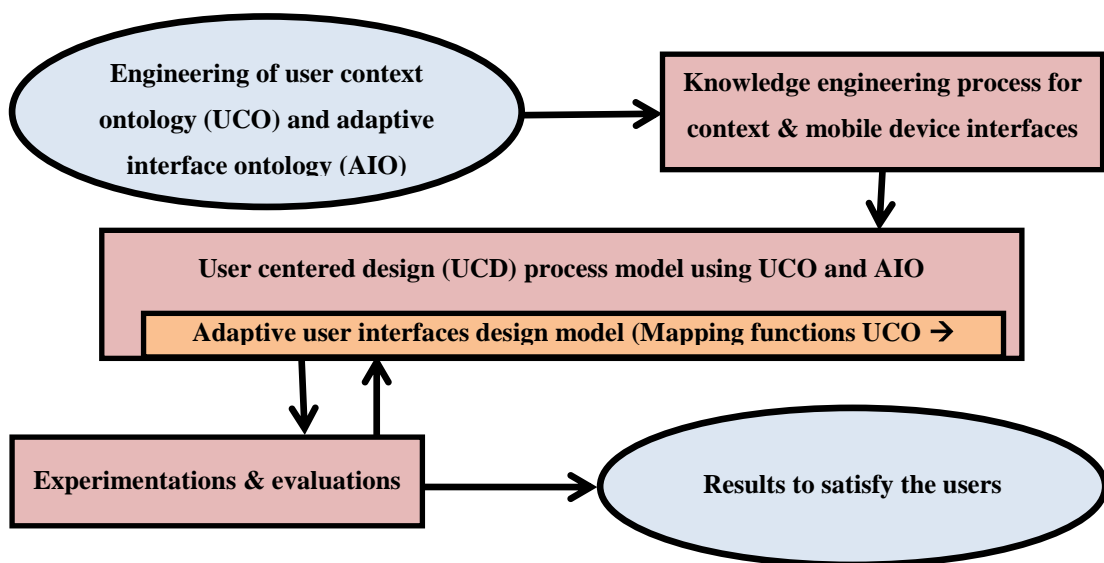 Engineering of user context
ontology (UCO) and adaptive
interface ontology (AIO)
Knowledge engineering process for
context & mobile device interfaces
User centered design (UCD) process model using UCO and AIO
Adaptive user interfaces design model (Mapping functions UCO →
Experimentations & evaluations
Results to satisfy the users